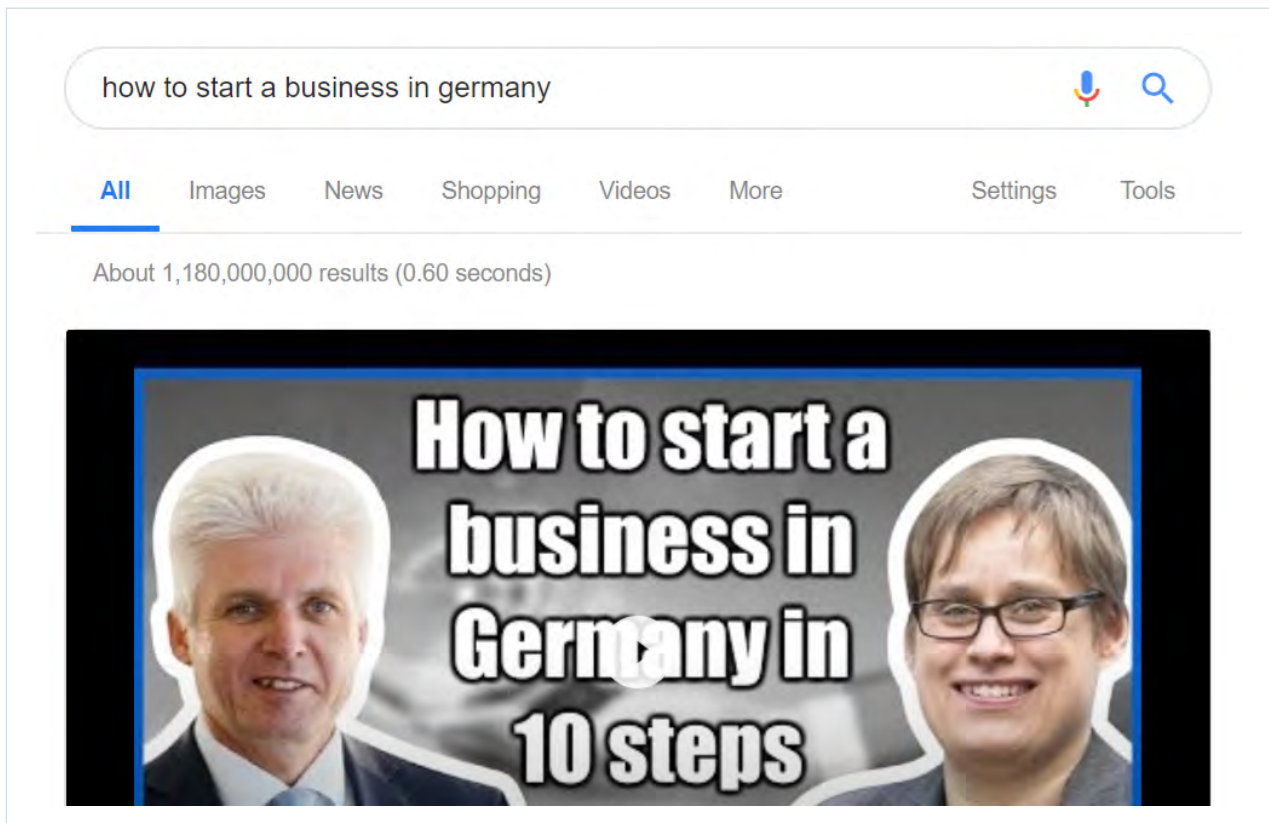 how to start a business in germany
All Images News Shopping Videos More Settings Tools
About 1,180,000,000 results (0.60 seconds)
How to start a
business in
Germany in
10 steps